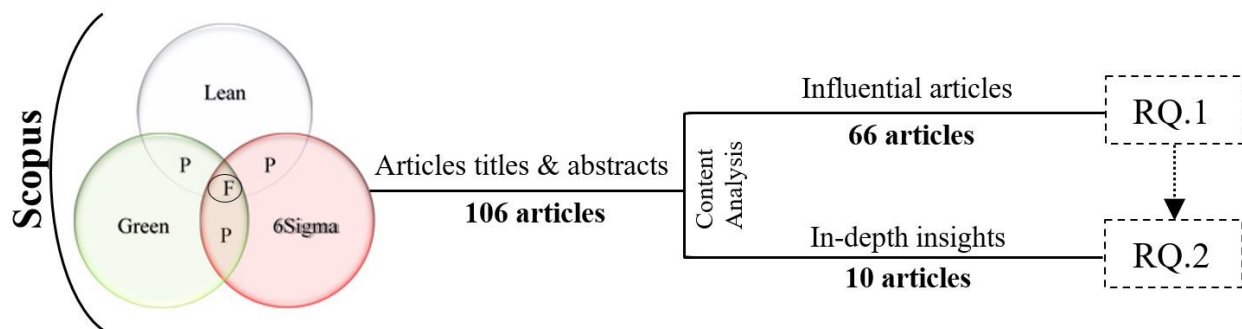 Scopus
Lean
P
P
F
Green
P
6Sigma
Articles titles & abstracts
106 articles
Content
Analysis
Influential articles
66 articles
RQ.1
In-depth insights
10 articles
RQ.2